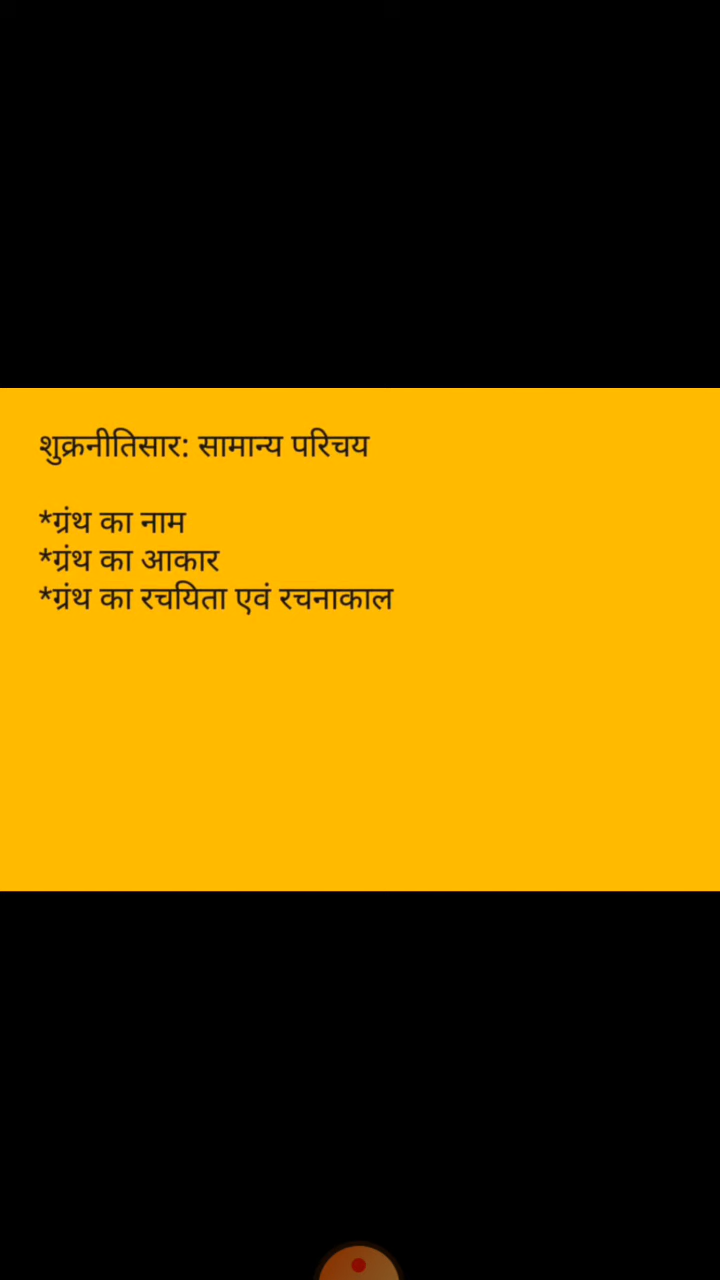 शुक्रनीतिसार: सामान्य परिचय
*ग्रंथ का नाम
*ग्रंथ का आकार
*ग्रंथ का रचयिता एवं रचनाकाल